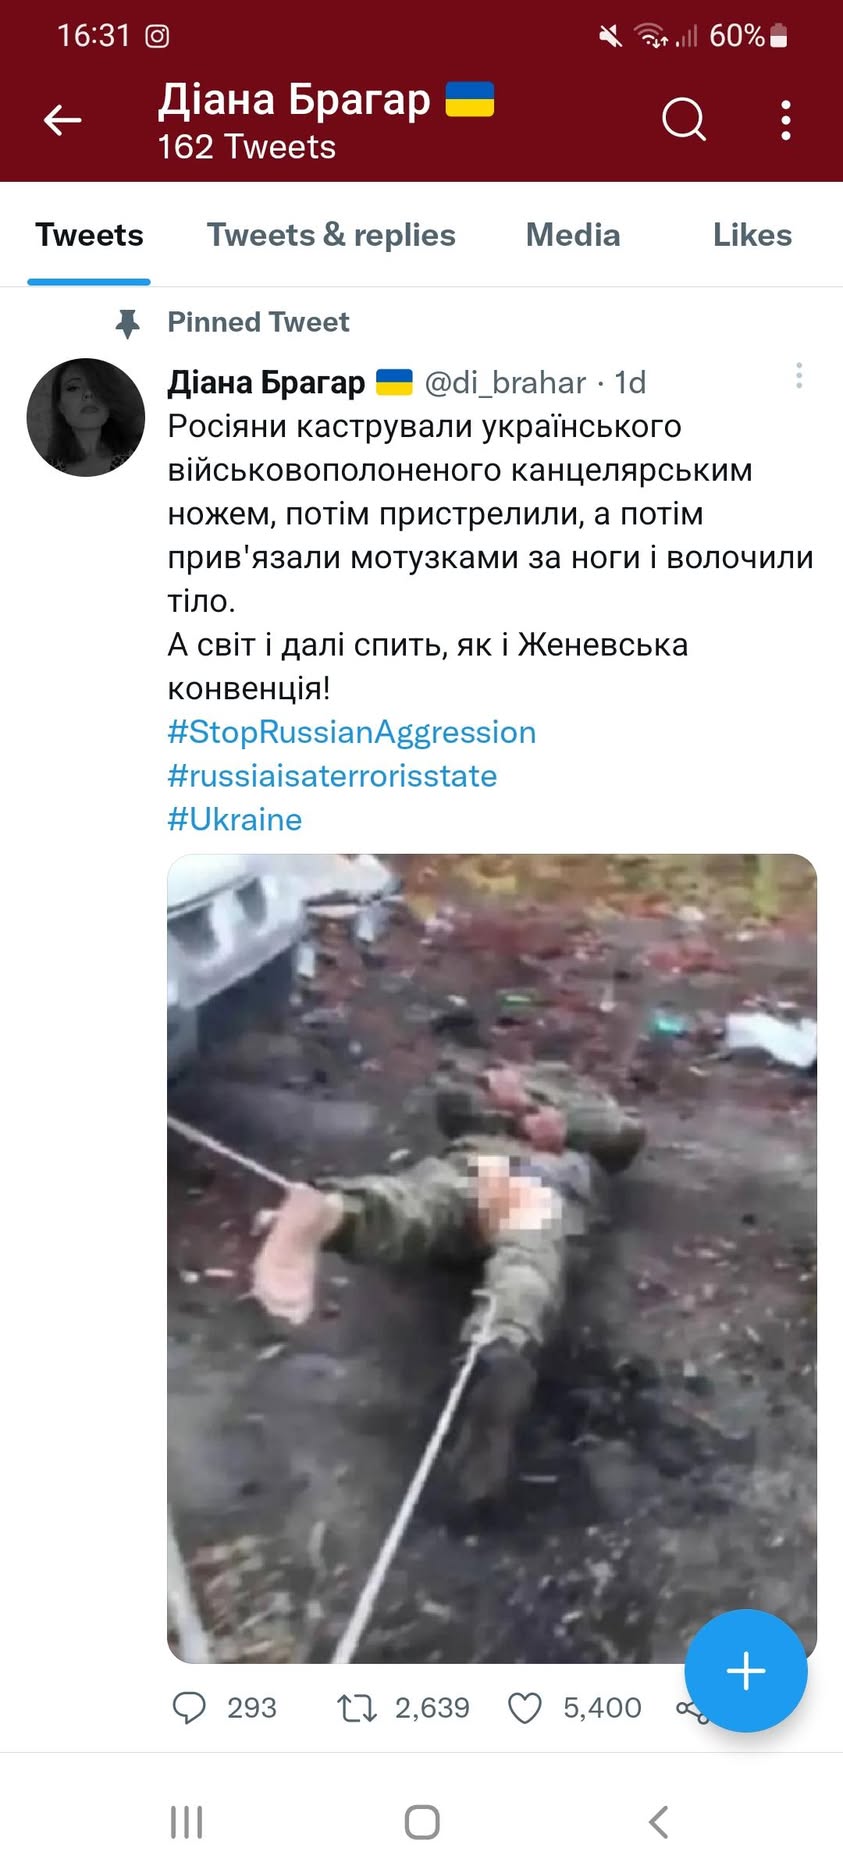 16:31
60%
Діана Брагар 🇺🇦
162 Tweets
Tweets Tweets & replies Media Likes
Pinned Tweet
Діана Брагар 🇺🇦 @di_brahar · 1d
Росіяни кастрували українського
військовополоненого канцелярським
ножем, потім пристрелили, а потім
прив'язали мотузками за ноги і волочили
тіло.
А світ і далі спить, як і Женевська
конвенція!
#StopRussianAggression
#russiaisaterrorisstate
#Ukraine
293 2,639 5,400